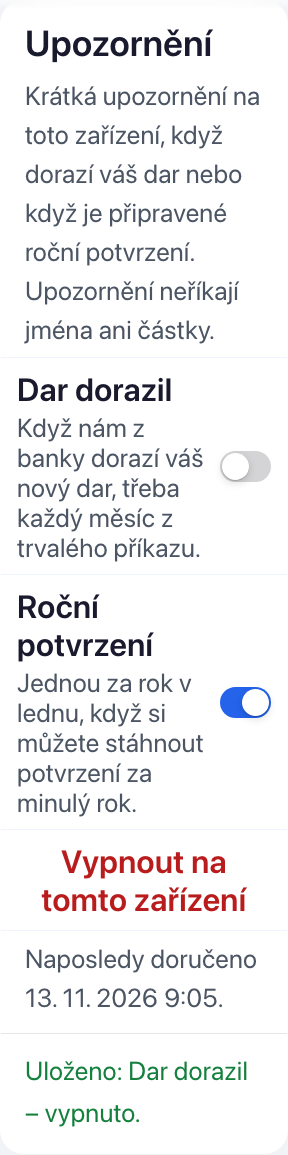 Upozornění
Krátká upozornění na
toto zařízení, když
dorazí váš dar nebo
když je připravené
roční potvrzení.
Upozornění neříkají
jména ani částky.
Dar dorazil
Když nám z
banky dorazí váš
nový dar, třeba
každý měsíc z
trvalého příkazu.
Roční
potvrzení
Jednou za rok v
lednu, když si
můžete stáhnout
potvrzení za
minulý rok.
Vypnout na
tomto zařízení
Naposledy doručeno
13. 11. 2026 9:05.
Uloženo: Dar dorazil
– vypnuto.